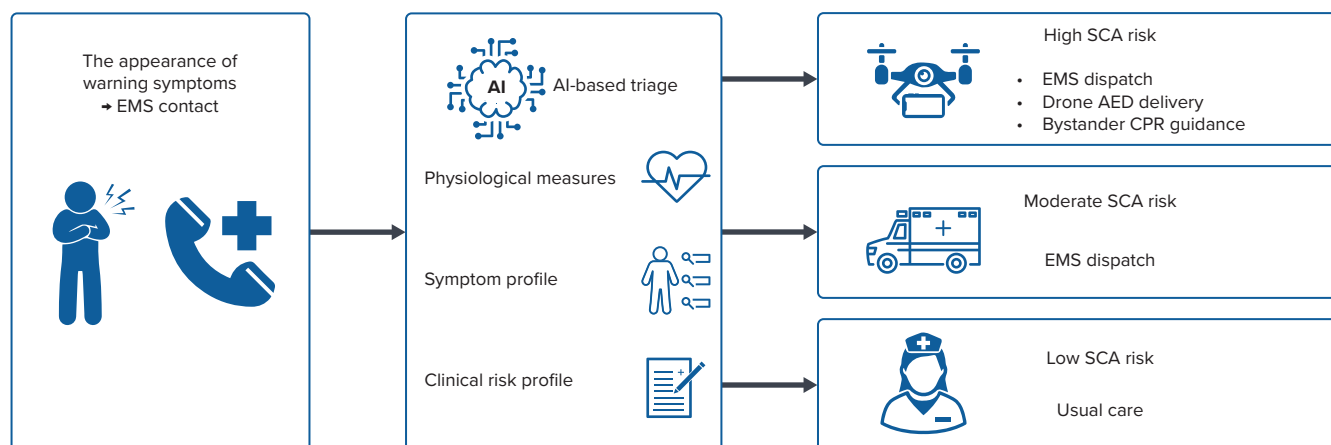 The appearance of
warning symptoms
➔ EMS contact
AI
AI-based triage
Physiological measures
Symptom profile
Clinical risk profile
High SCA risk
• EMS dispatch
• Drone AED delivery
• Bystander CPR guidance
Moderate SCA risk
EMS dispatch
Low SCA risk
Usual care